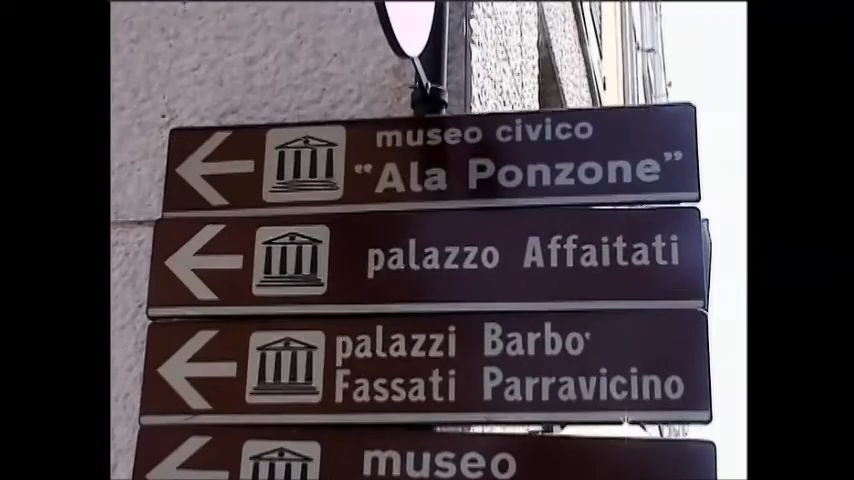 museo civico
“Ala Ponzone”
palazzo Affaitati
palazzi Barbo'
Fassati Parravicino
museo